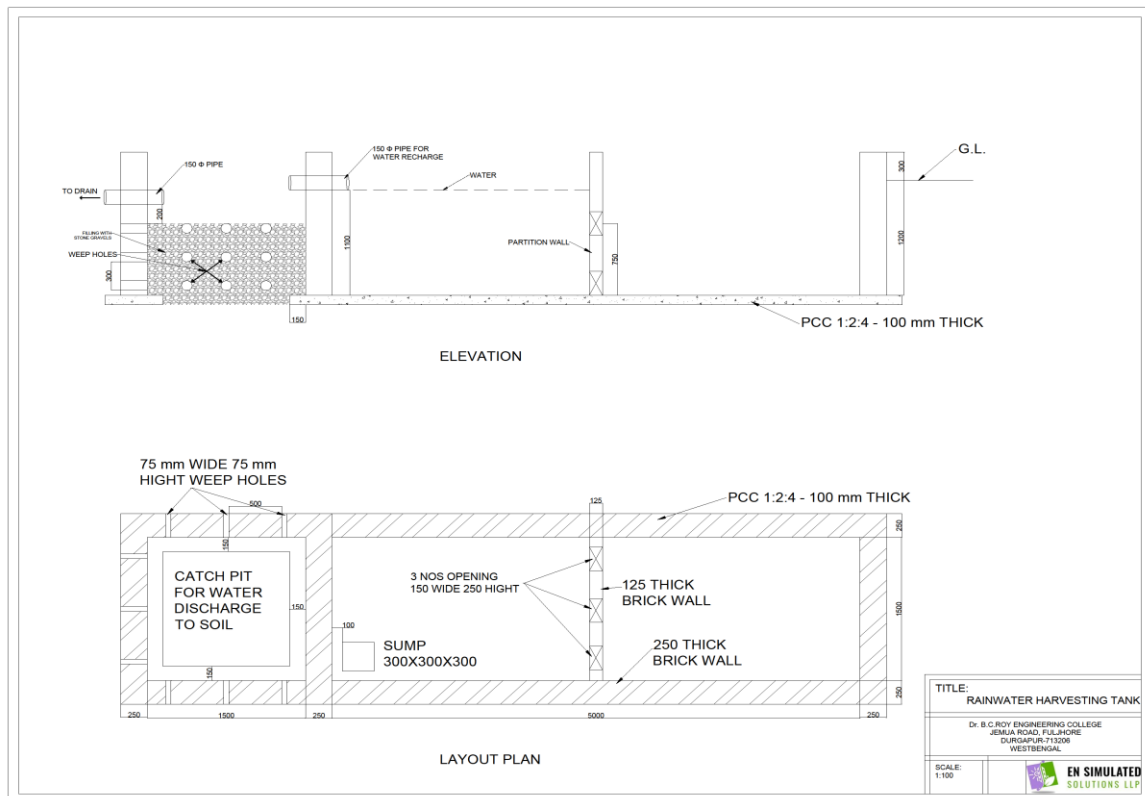 150 Φ PIPE
150 Φ PIPE FOR
WATER RECHARGE
G.L.
300
TO DRAIN
WATER
200
FILLING WITH
STONE GRAVELS
WEEP HOLES
300
1100
PARTITION WALL
750
1200
150
PCC 1:2:4 - 100 mm THICK
ELEVATION
75 mm WIDE 75 mm
HIGHT WEEP HOLES
500
125
PCC 1:2:4 - 100 mm THICK
250
150
CATCH PIT
FOR WATER
DISCHARGE
TO SOIL
150
150
3 NOS OPENING
150 WIDE 250 HIGHT
125 THICK
BRICK WALL
1500
100
SUMP
300X300X300
250 THICK
BRICK WALL
250
250
1500
250
5000
250
LAYOUT PLAN
TITLE:
RAINWATER HARVESTING TANK
Dr. B.C.ROY ENGINEERING COLLEGE
JEMUA ROAD, FULJHORE
DURGAPUR-713206
WESTBENGAL
SCALE:
1:100
EN SIMULATED
SOLUTIONS LLP